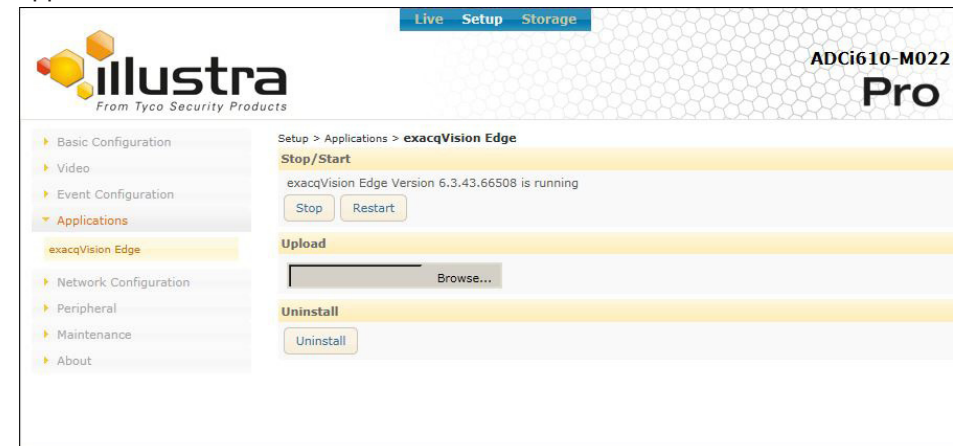 Live Setup Storage
illustra
From Tyco Security Products
ADCi610-M022
Pro
Basic Configuration
Video
Event Configuration
Applications
exacqVision Edge
Network Configuration
Peripheral
Maintenance
About
Setup > Applications > exacqVision Edge
Stop/Start
exacqVision Edge Version 6.3.43.66508 is running
Stop Restart
Upload
Browse...
Uninstall
Uninstall